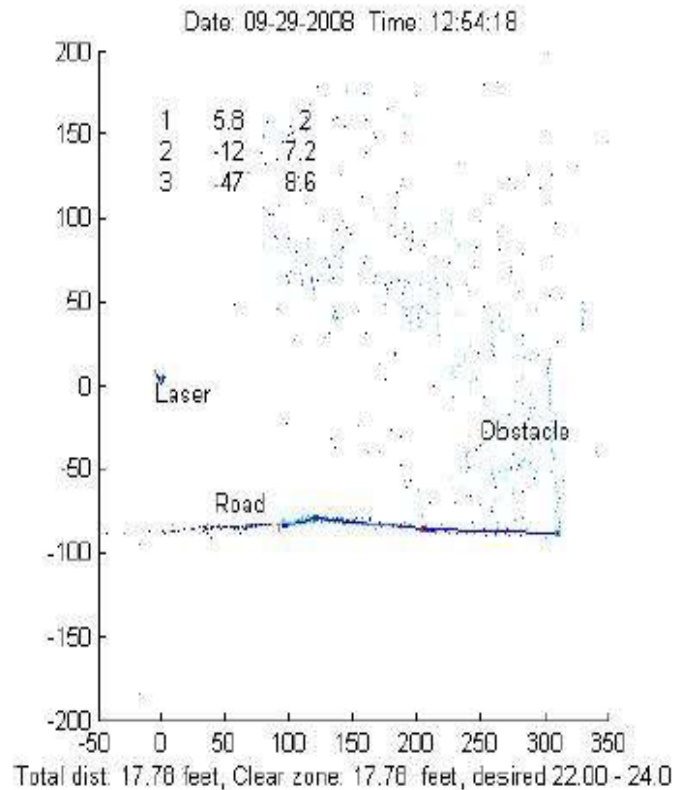 Date: 09-29-2008 Time: 12:54:18
200
150
100
50
0
-50
-100
-150
-200
1 5.8 2
2 -12 7.2
3 -47 8.6
Laser
Obstacle
Road
-50 0 50 100 150 200 250 300 350
Total dist: 17.78 feet, Clear zone: 17.78 feet, desired 22.00 - 24.0